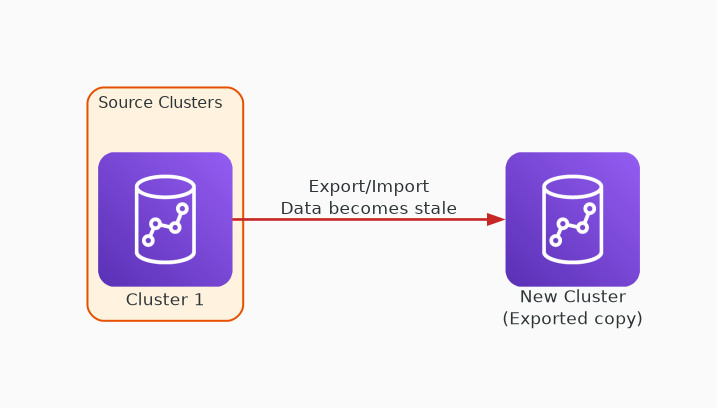 Source Clusters
Cluster 1
Export/Import
Data becomes stale
New Cluster
(Exported copy)